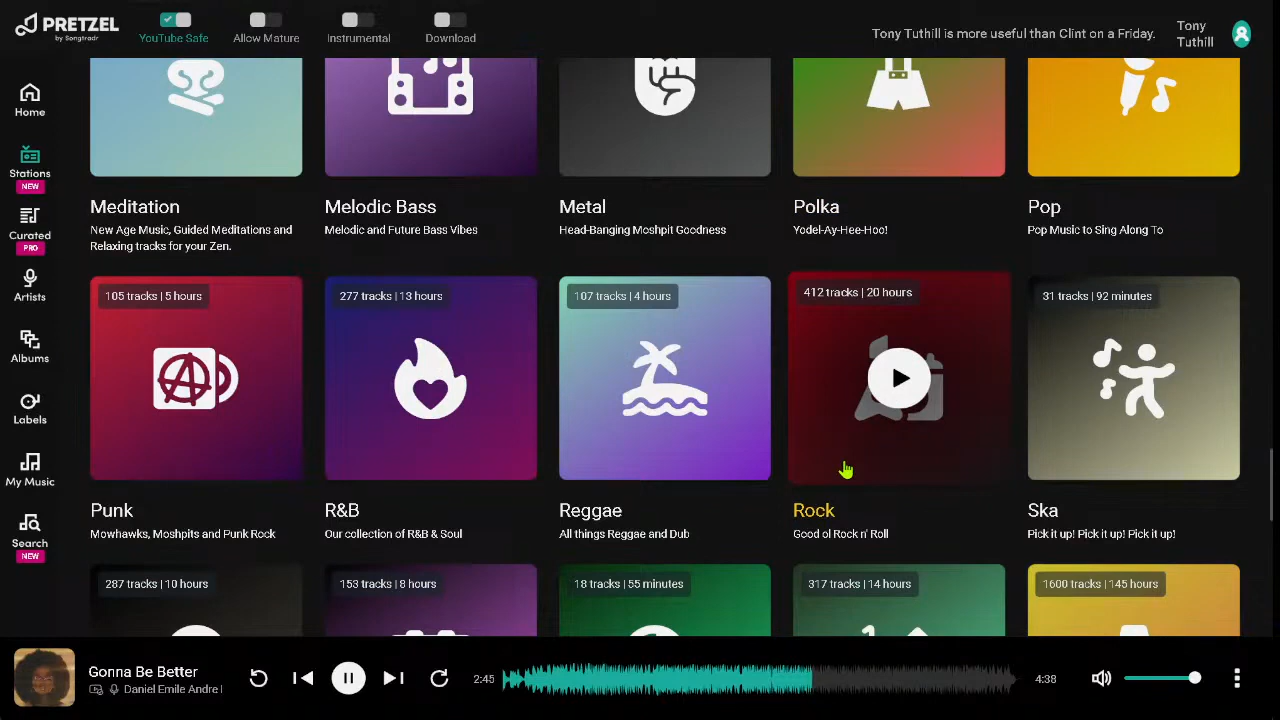 PRETZEL
by Songtradr
YouTube Safe
Allow Mature
Instrumental
Download
Tony Tuthill is more useful than Clint on a Friday.
Tony
Tuthill
Home
Stations
NEW
Curated
PRO
Artists
Albums
Labels
My Music
Search
NEW
Meditation
New Age Music, Guided Meditations and
Relaxing tracks for your Zen.
Melodic Bass
Melodic and Future Bass Vibes
Metal
Head-Banging Moshpit Goodness
Polka
Yodel-Ay-Hee-Hoo!
Pop
Pop Music to Sing Along To
105 tracks | 5 hours
Punk
Mowhawks, Moshpits and Punk Rock
277 tracks | 13 hours
R&B
Our collection of R&B & Soul
107 tracks | 4 hours
Reggae
All things Reggae and Dub
412 tracks | 20 hours
Rock
Good ol Rock n' Roll
31 tracks | 92 minutes
Ska
Pick it up! Pick it up! Pick it up!
287 tracks | 10 hours
153 tracks | 8 hours
18 tracks | 55 minutes
317 tracks | 14 hours
1600 tracks | 145 hours
Gonna Be Better
Daniel Emile Andre
2:45
4:38